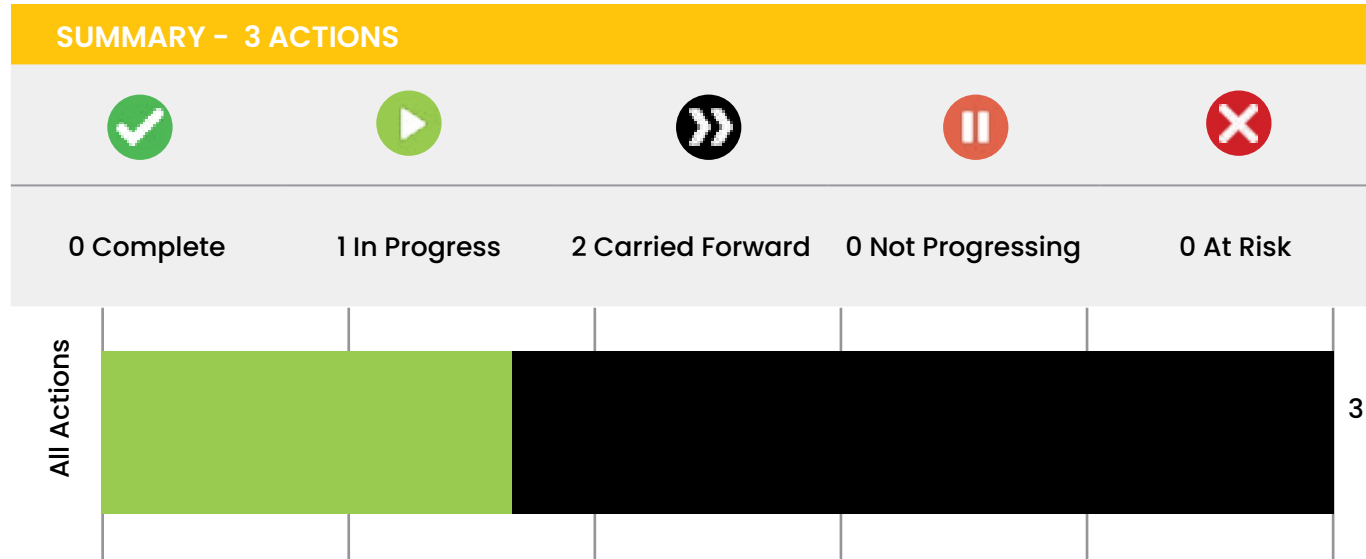 SUMMARY - 3 ACTIONS
0 Complete
1 In Progress
2 Carried Forward
0 Not Progressing
0 At Risk
All Actions
3